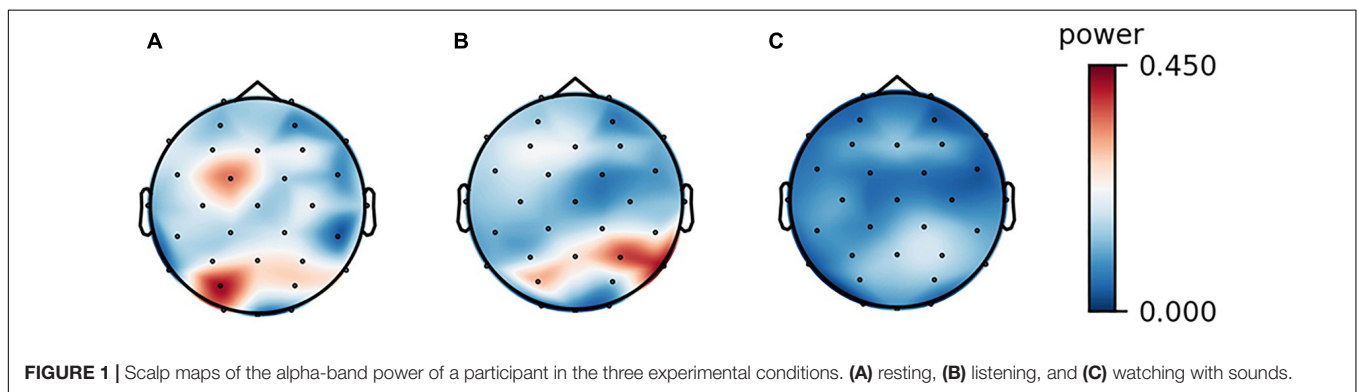 A
B
C
power
0.450
0.000
FIGURE 1 | Scalp maps of the alpha-band power of a participant in the three experimental conditions. (A) resting, (B) listening, and (C) watching with sounds.